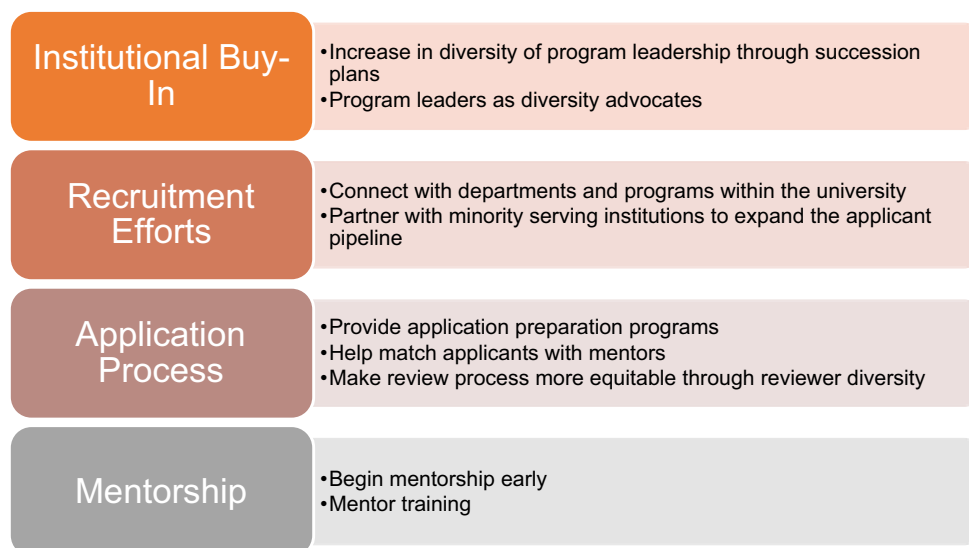 Institutional Buy-
In
•Increase in diversity of program leadership through succession
plans
•Program leaders as diversity advocates
Recruitment
Efforts
•Connect with departments and programs within the university
•Partner with minority serving institutions to expand the applicant
pipeline
Application
Process
•Provide application preparation programs
•Help match applicants with mentors
•Make review process more equitable through reviewer diversity
Mentorship
•Begin mentorship early
•Mentor training